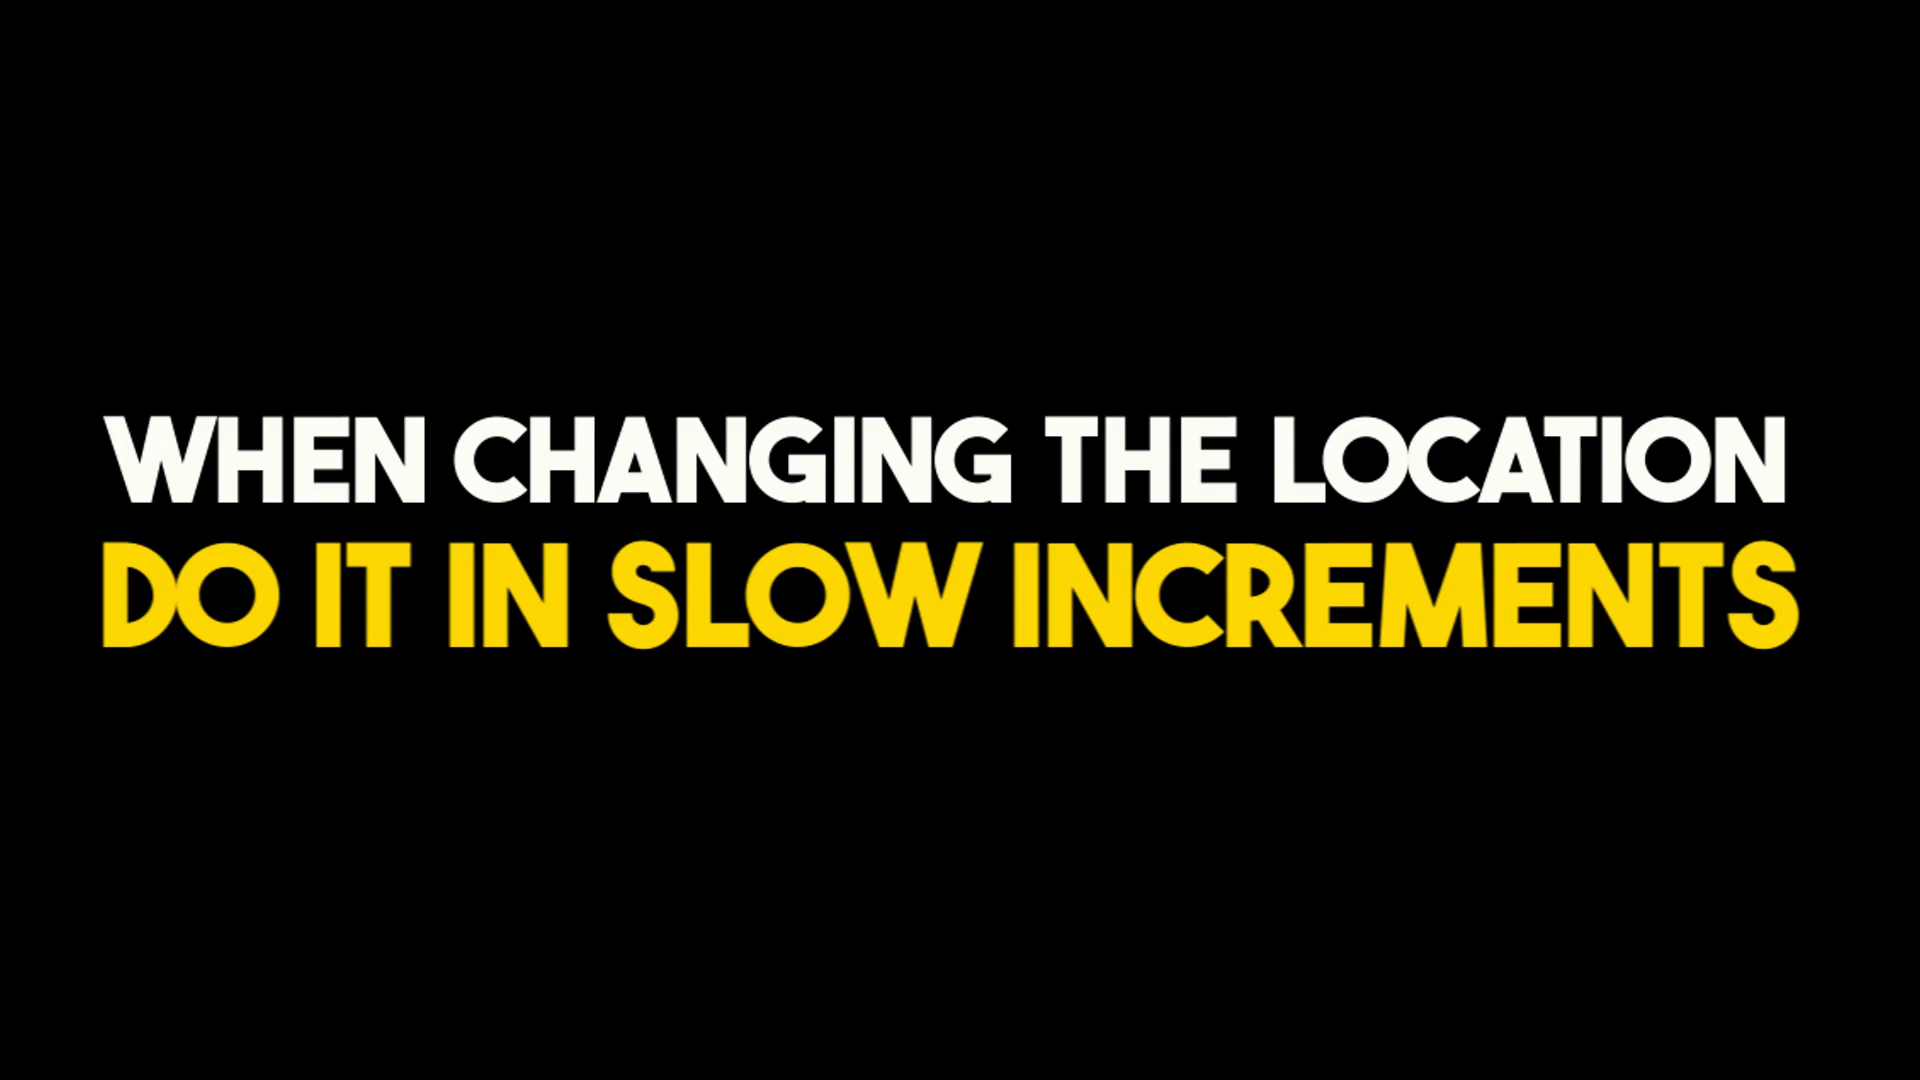 WHEN CHANGING THE LOCATION
DO IT IN SLOW INCREMENTS